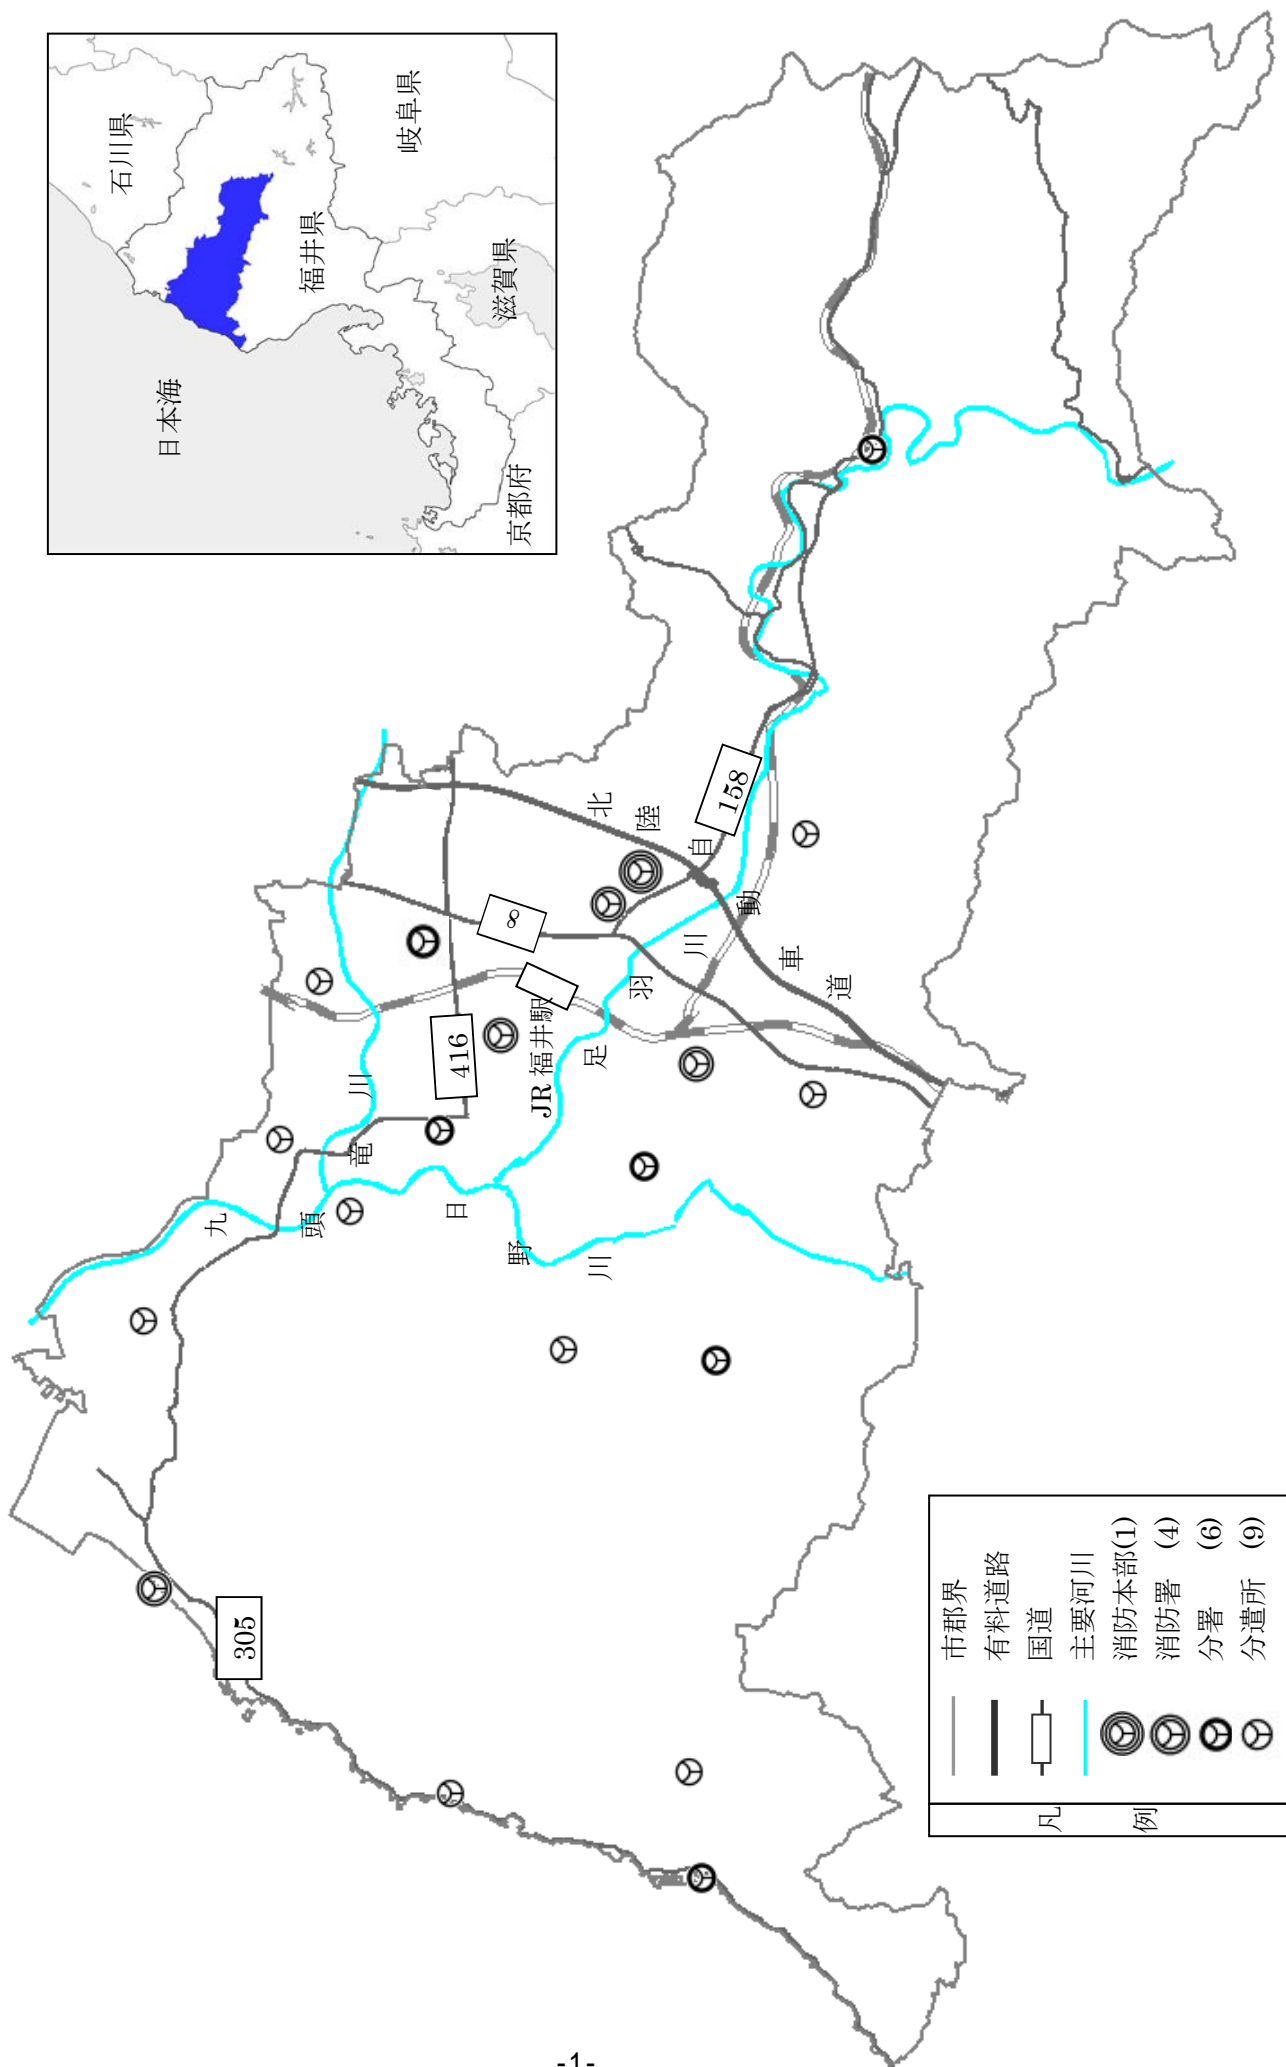 石川県
岐阜県
福井県
滋賀県
日本海
京都府
北陸自動車道
158
8
416
305
JR 福井駅
足羽川
九頭竜川
日野川
凡例
市郡界
有料道路
国道
主要河川
消防本部(1)
消防署 (4)
分署 (6)
分遣所 (9)
-1-